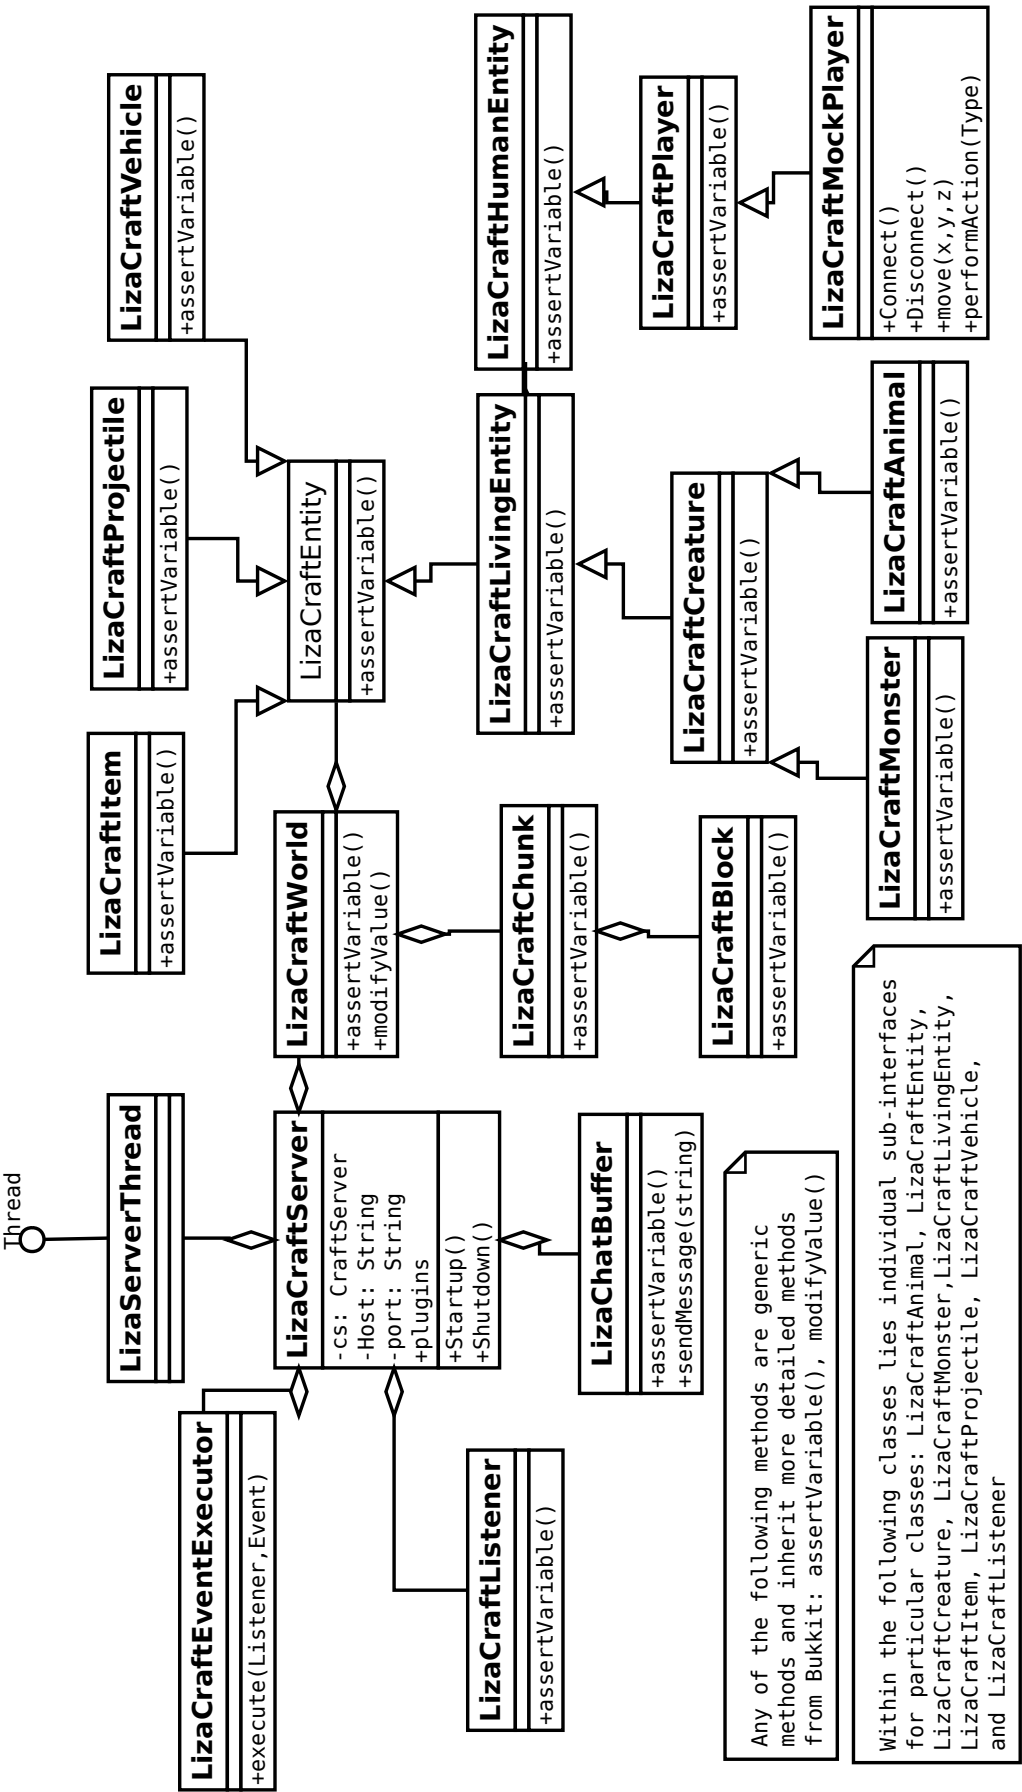 Thread
LizaServerThread
LizaCraftEventExecutor
+execute(Listener,Event)
LizaCraftServer
-cs: CraftServer
-Host: String
-port: String
+plugins
+Startup()
+Shutdown()
LizaCraftListener
+assertVariable()
LizaChatBuffer
+assertVariable()
+sendMessage(string)
LizaCraftWorld
+assertVariable()
+modifyValue()
LizaCraftChunk
+assertVariable()
LizaCraftBlock
+assertVariable()
LizaCraftItem
+assertVariable()
LizaCraftProjectile
+assertVariable()
LizaCraftVehicle
+assertVariable()
LizaCraftEntity
+assertVariable()
LizaCraftLivingEntity
+assertVariable()
LizaCraftHumanEntity
+assertVariable()
LizaCraftPlayer
+assertVariable()
LizaCraftMockPlayer
+Connect()
+Disconnect()
+move(x,y,z)
+performAction(Type)
LizaCraftCreature
+assertVariable()
LizaCraftMonster
+assertVariable()
LizaCraftAnimal
+assertVariable()
Any of the following methods are generic
methods and inherit more detailed methods
from Bukkit: assertVariable(), modifyValue()
Within the following classes lies individual sub-interfaces
for particular classes: LizaCraftAnimal, LizaCraftEntity,
LizaCraftCreature, LizaCraftMonster,LizaCraftLivingEntity,
LizaCraftItem, LizaCraftProjectile, LizaCraftVehicle,
and LizaCraftListener